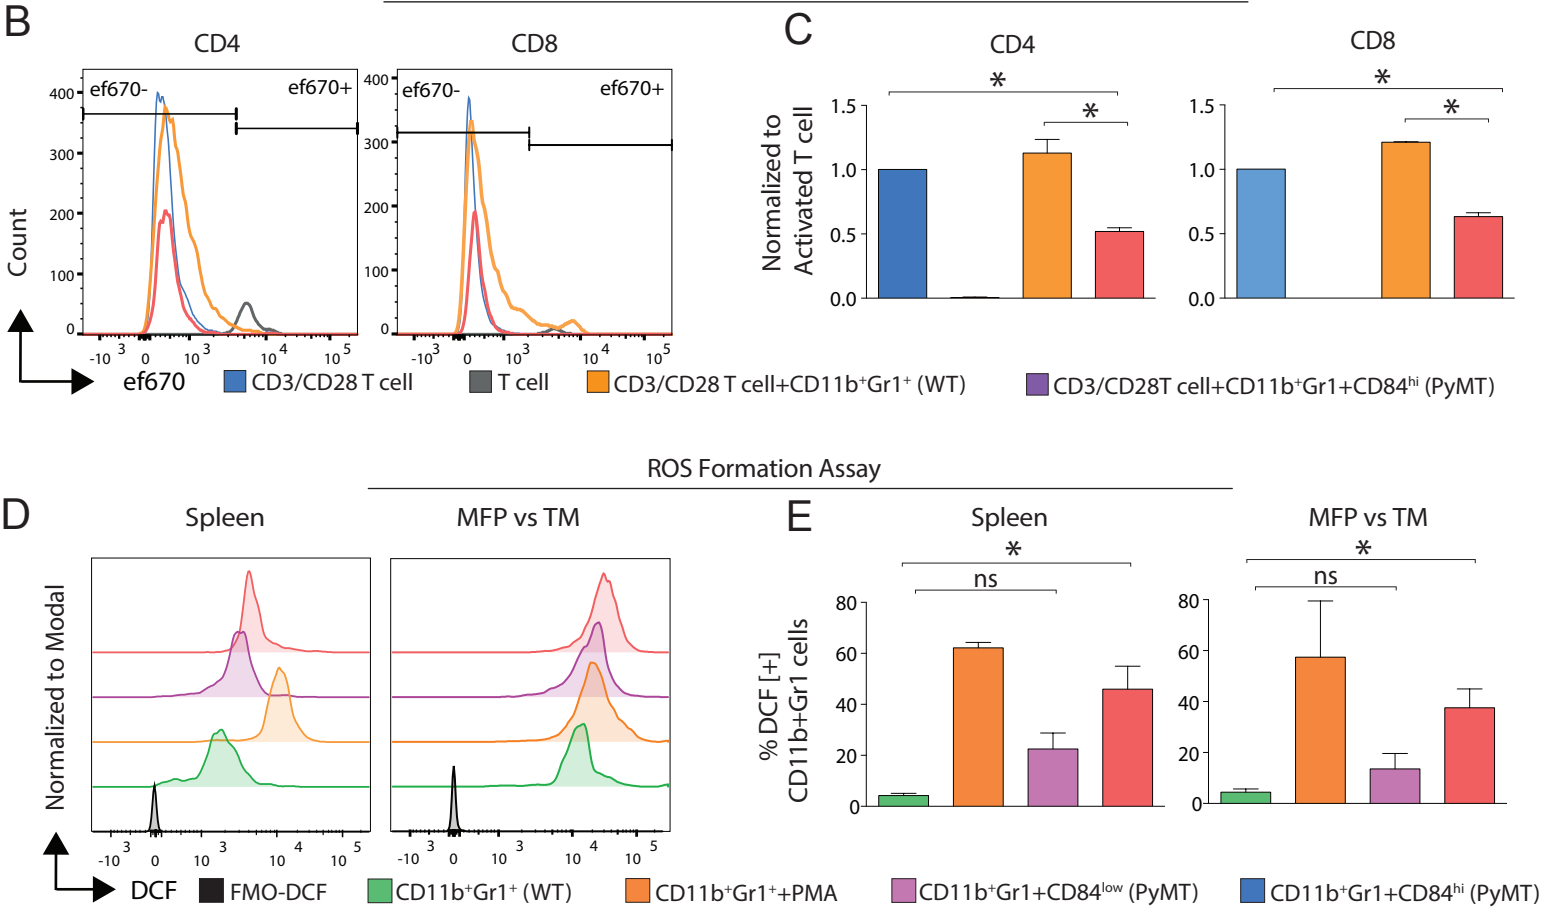 B
CD4
CD8
ef670-
ef670+
ef670-
ef670+
Count
400
300
200
100
0
400
300
200
100
0
-10 3 0 10 3 10 4 10 5
-10 3 0 10 3 10 4 10 5
ef670
CD3/CD28 T cell
T cell
CD3/CD28 T cell+CD11b+Gr1+ (WT)
CD3/CD28T cell+CD11b+Gr1+CD84hi (PyMT)
C
CD4
CD8
Normalized to
Activated T cell
*
*
1.5
1.0
0.5
0.0
*
*
1.5
1.0
0.5
0.0
ROS Formation Assay
D
Spleen
MFP vs TM
Normalized to Modal
-10 3 0 10 3 10 4 10 5
-10 3 0 10 3 10 4 10 5
E
Spleen
MFP vs TM
% DCF [+]
CD11b+Gr1 cells
*
ns
80
60
40
20
0
*
ns
80
60
40
20
0
DCF
FMO-DCF
CD11b+Gr1+ (WT)
CD11b+Gr1++PMA
CD11b+Gr1+CD84low (PyMT)
CD11b+Gr1+CD84hi (PyMT)